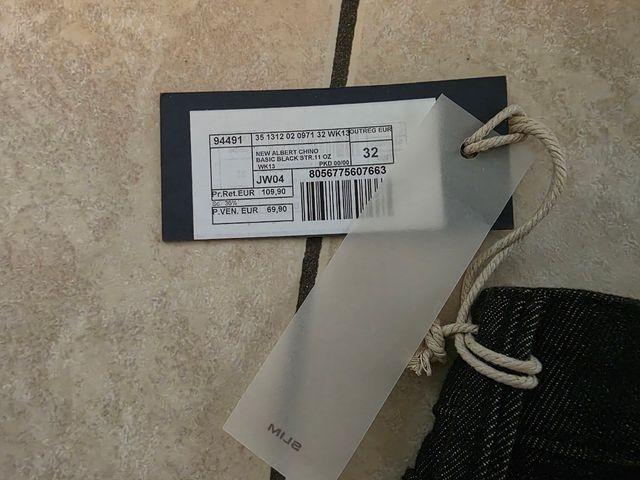 94491 35 1312 02 0971 32 WK13 OUTREG EUR
NEW ALBERT CHINO
BASIC BLACK STR.11 OZ
WK13 PKD 00/00
32
JW04 8056775607663
Pr.Ret.EUR 109,90
Sc. 30%
P.VEN. EUR 69,90
SLIM